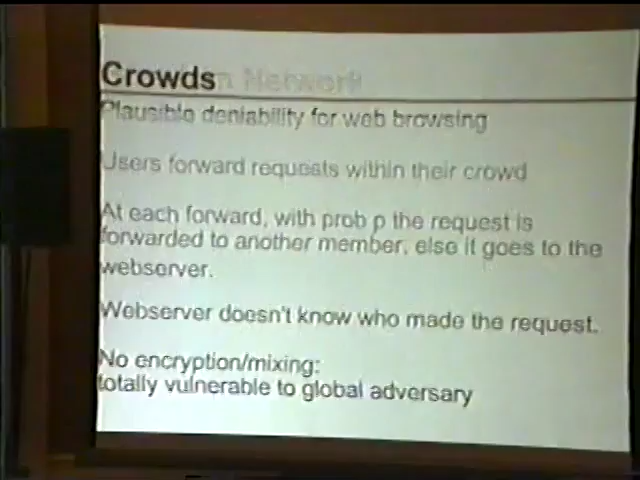 Crowds Network
Plausible deniability for web browsing
Users forward requests within their crowd
At each forward, with prob p the request is
forwarded to another member, else it goes to the
webserver.
Webserver doesn't know who made the request.
No encryption/mixing:
totally vulnerable to global adversary